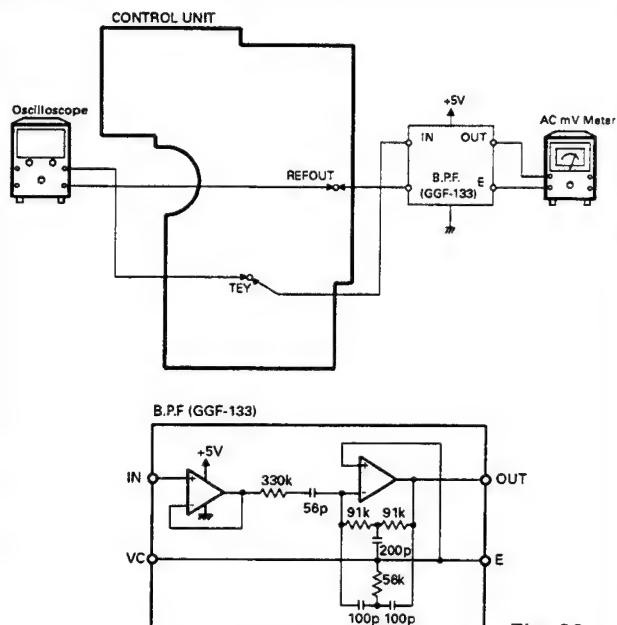 CONTROL UNIT
Oscilloscope
+5V
AC mV Meter
IN OUT
REFOUT
B.P.F.
(GGF-133)
E
TEY
B.P.F (GGF-133)
+5V
IN
330k
56p
OUT
91k 91k
200p
VC
E
56k
100p 100p